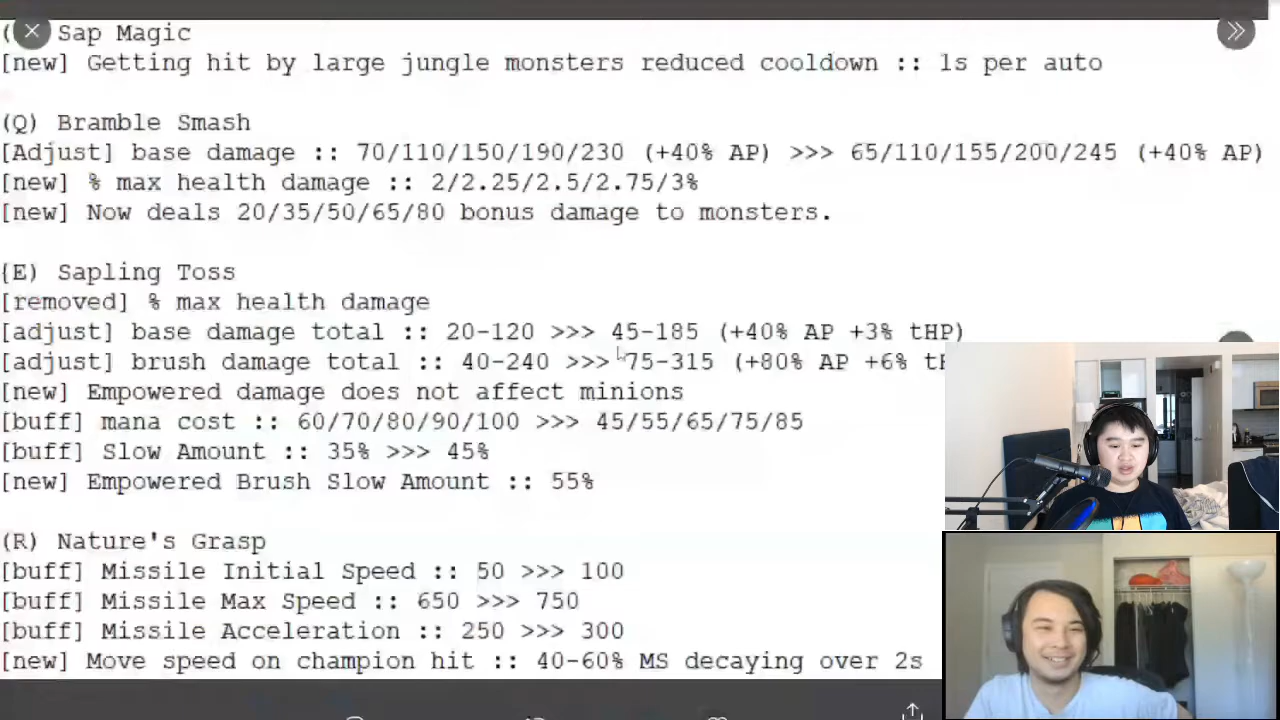 ( Sap Magic
[new] Getting hit by large jungle monsters reduced cooldown :: 1s per auto
(Q) Bramble Smash
[Adjust] base damage :: 70/110/150/190/230 (+40% AP) >>> 65/110/155/200/245 (+40% AP)
[new] % max health damage :: 2/2.25/2.5/2.75/3%
[new] Now deals 20/35/50/65/80 bonus damage to monsters.
(E) Sapling Toss
[removed] % max health damage
[adjust] base damage total :: 20-120 >>> 45-185 (+40% AP +3% tHP)
[adjust] brush damage total :: 40-240 >>> 75-315 (+80% AP +6% tH
[new] Empowered damage does not affect minions
[buff] mana cost :: 60/70/80/90/100 >>> 45/55/65/75/85
[buff] Slow Amount :: 35% >>> 45%
[new] Empowered Brush Slow Amount :: 55%
(R) Nature's Grasp
[buff] Missile Initial Speed :: 50 >>> 100
[buff] Missile Max Speed :: 650 >>> 750
[buff] Missile Acceleration :: 250 >>> 300
[new] Move speed on champion hit :: 40-60% MS decaying over 2s